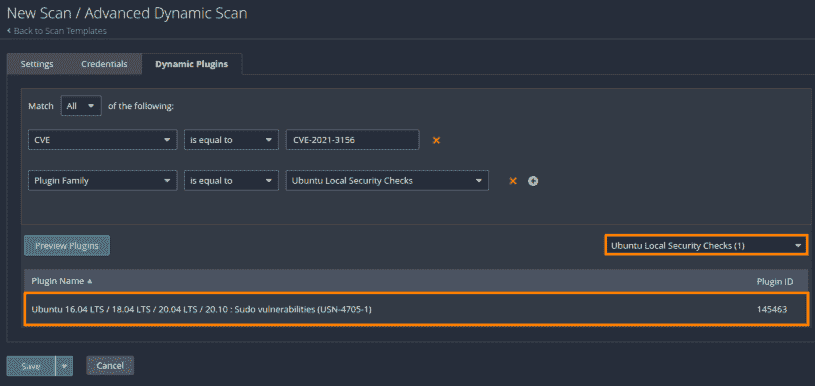 New Scan / Advanced Dynamic Scan
Back to Scan Templates
Settings Credentials Dynamic Plugins
Match All of the following:
CVE is equal to CVE-2021-3156
Plugin Family is equal to Ubuntu Local Security Checks
Preview Plugins Ubuntu Local Security Checks (1)
Plugin Name Plugin ID
Ubuntu 16.04 LTS / 18.04 LTS / 20.04 LTS / 20.10 : Sudo vulnerabilities (USN-4705-1) 145463
Save Cancel